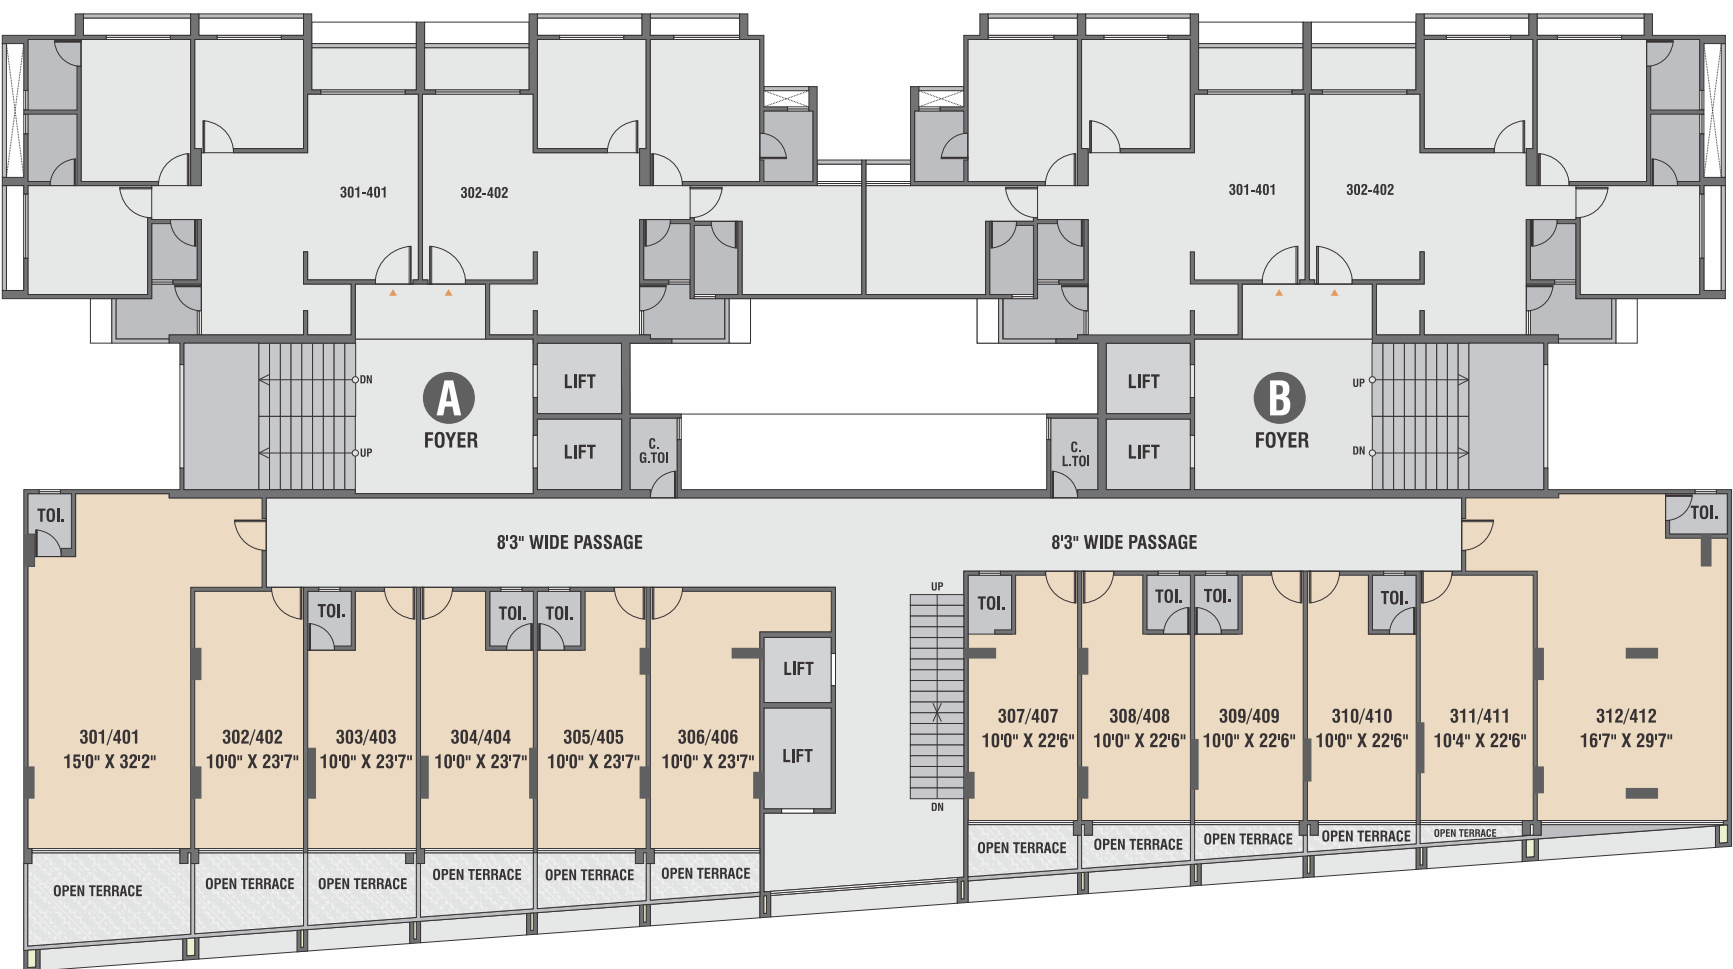 301-401
302-402
301-401
302-402
DN
UP
A
FOYER
LIFT
LIFT
C.
G.TOI
C.
L.TOI
LIFT
LIFT
B
FOYER
UP
DN
TOI.
8'3" WIDE PASSAGE
8'3" WIDE PASSAGE
TOI.
TOI.
TOI.
TOI.
UP
DN
TOI.
TOI.
TOI.
TOI.
LIFT
LIFT
301/401
15'0" X 32'2"
302/402
10'0" X 23'7"
303/403
10'0" X 23'7"
304/404
10'0" X 23'7"
305/405
10'0" X 23'7"
306/406
10'0" X 23'7"
307/407
10'0" X 22'6"
308/408
10'0" X 22'6"
309/409
10'0" X 22'6"
310/410
10'0" X 22'6"
311/411
10'4" X 22'6"
312/412
16'7" X 29'7"
OPEN TERRACE
OPEN TERRACE
OPEN TERRACE
OPEN TERRACE
OPEN TERRACE
OPEN TERRACE
OPEN TERRACE
OPEN TERRACE
OPEN TERRACE
OPEN TERRACE
OPEN TERRACE